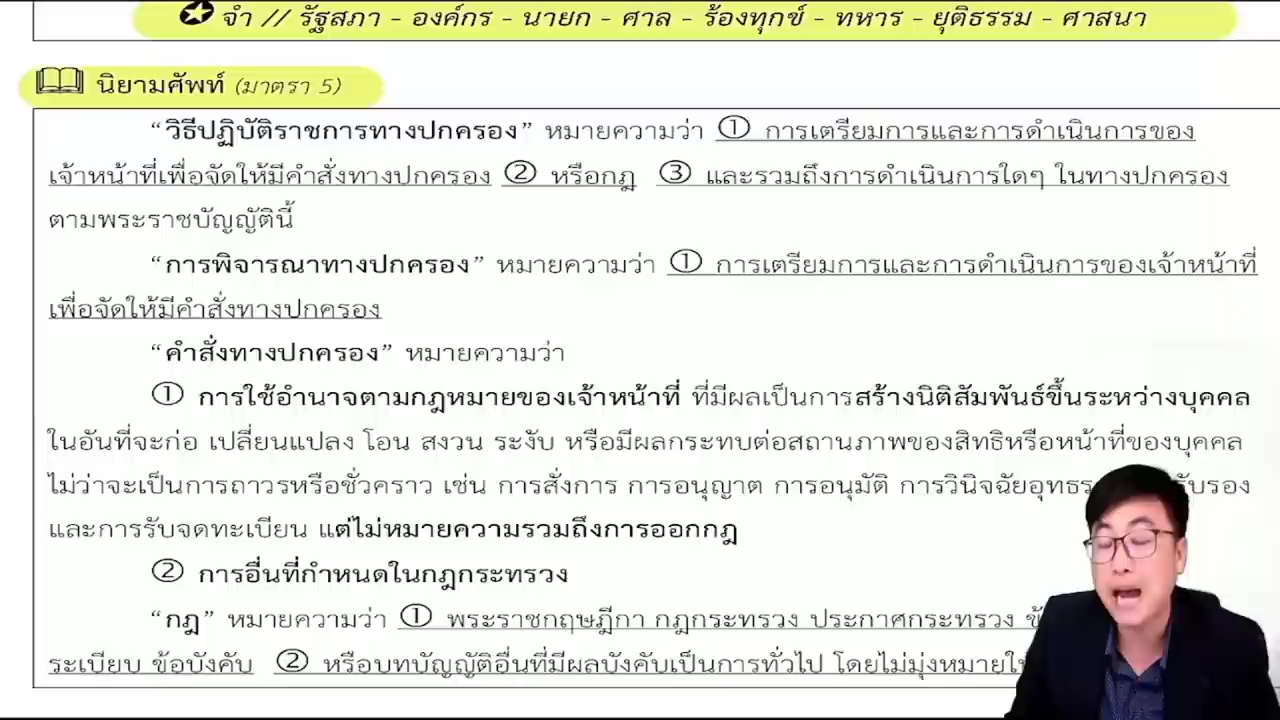 จำ // รัฐสภา - องค์กร - นายก - ศาล - ร้องทุกข์ - ทหาร - ยุติธรรม - ศาสนา
นิยามศัพท์ (มาตรา 5)
“วิธีปฏิบัติราชการทางปกครอง” หมายความว่า ① การเตรียมการและการดำเนินการของ
เจ้าหน้าที่เพื่อจัดให้มีคำสั่งทางปกครอง ② หรือกฎ ③ และรวมถึงการดำเนินการใดๆ ในทางปกครอง
ตามพระราชบัญญัตินี้
“การพิจารณาทางปกครอง” หมายความว่า ① การเตรียมการและการดำเนินการของเจ้าหน้าที่
เพื่อจัดให้มีคำสั่งทางปกครอง
“คำสั่งทางปกครอง” หมายความว่า
① การใช้อำนาจตามกฎหมายของเจ้าหน้าที่ ที่มีผลเป็นการสร้างนิติสัมพันธ์ขึ้นระหว่างบุคคล
ในอันที่จะก่อ เปลี่ยนแปลง โอน สงวน ระงับ หรือมีผลกระทบต่อสถานภาพของสิทธิหรือหน้าที่ของบุคคล
ไม่ว่าจะเป็นการถาวรหรือชั่วคราว เช่น การสั่งการ การอนุญาต การอนุมัติ การวินิจฉัยอุทธร รับรอง
และการรับจดทะเบียน แต่ไม่หมายความรวมถึงการออกกฎ
② การอื่นที่กำหนดในกฎกระทรวง
“กฎ” หมายความว่า ① พระราชกฤษฎีกา กฎกระทรวง ประกาศกระทรวง
ระเบียบ ข้อบังคับ ② หรือบทบัญญัติอื่นที่มีผลบังคับเป็นการทั่วไป โดยไม่มุ่งหมาย